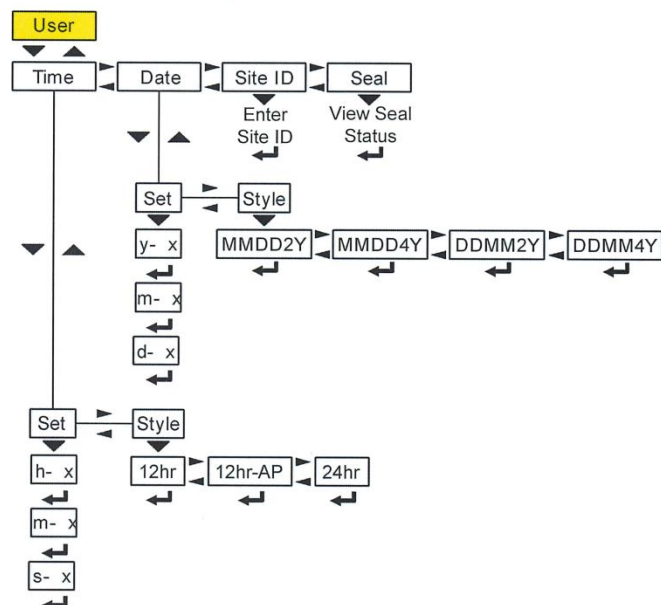 User
Time Date Site ID Seal
Enter
Site ID
View Seal
Status
Set Style
y- x
MMDD2Y MMDD4Y DDMM2Y DDMM4Y
m- x
d- x
Set Style
h- x
12hr 12hr-AP 24hr
m- x
s- x